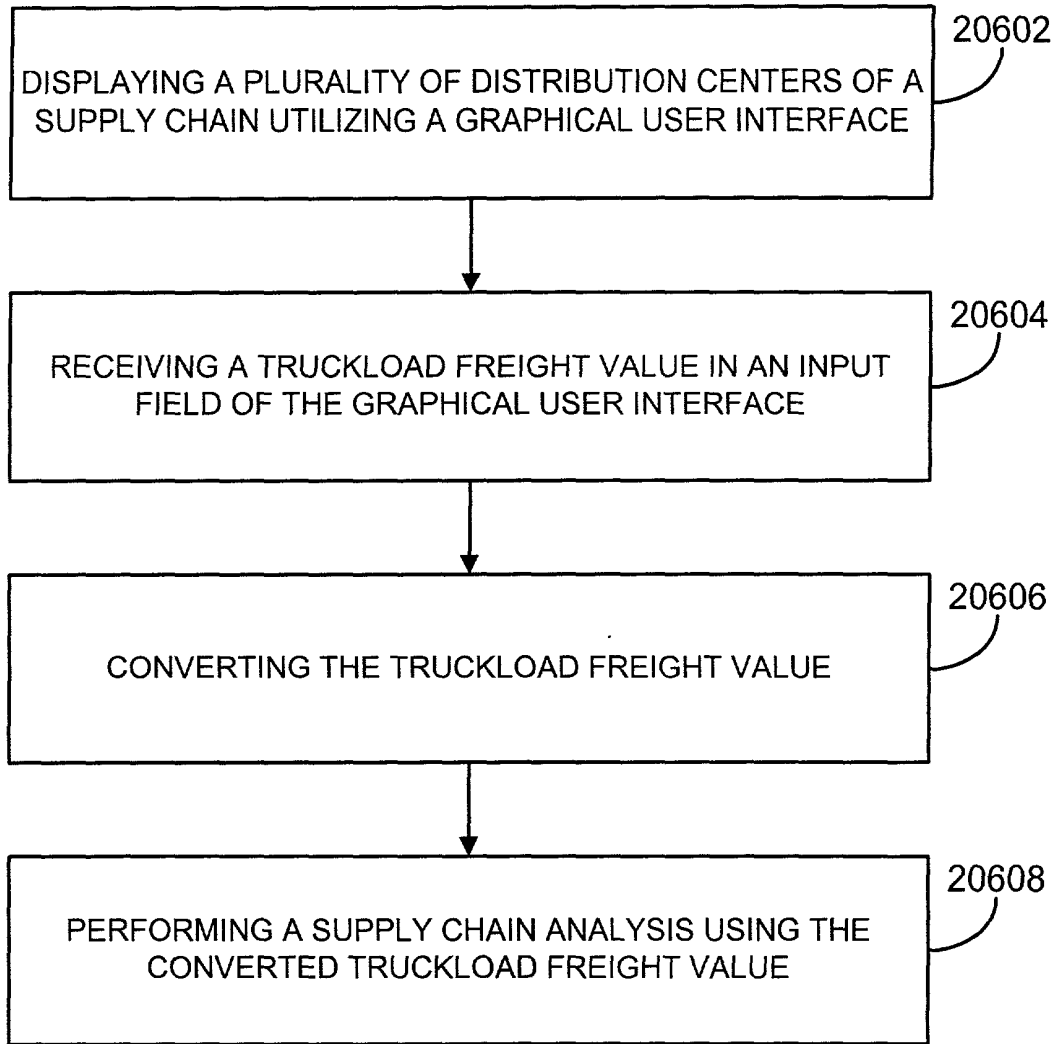 20602
DISPLAYING A PLURALITY OF DISTRIBUTION CENTERS OF A
SUPPLY CHAIN UTILIZING A GRAPHICAL USER INTERFACE
20604
RECEIVING A TRUCKLOAD FREIGHT VALUE IN AN INPUT
FIELD OF THE GRAPHICAL USER INTERFACE
20606
CONVERTING THE TRUCKLOAD FREIGHT VALUE
20608
PERFORMING A SUPPLY CHAIN ANALYSIS USING THE
CONVERTED TRUCKLOAD FREIGHT VALUE